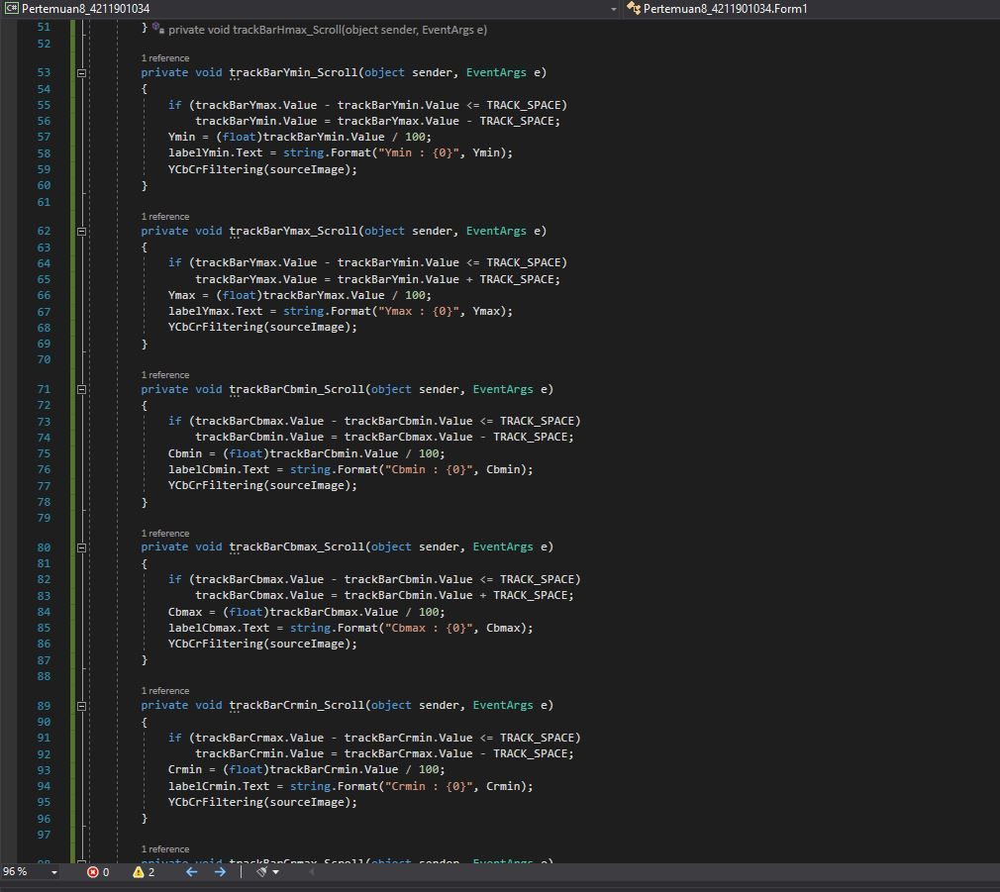 C# Pertemuan8_4211901034 Pertemuan8_4211901034.Form1
51 } private void trackBarHmax_Scroll(object sender, EventArgs e)
52
1 reference
53 private void trackBarYmin_Scroll(object sender, EventArgs e)
54 {
55 if (trackBarYmax.Value - trackBarYmin.Value <= TRACK_SPACE)
56 trackBarYmin.Value = trackBarYmax.Value - TRACK_SPACE;
57 Ymin = (float)trackBarYmin.Value / 100;
58 labelYmin.Text = string.Format("Ymin : {0}", Ymin);
59 YCbCrFiltering(sourceImage);
60 }
61
1 reference
62 private void trackBarYmax_Scroll(object sender, EventArgs e)
63 {
64 if (trackBarYmax.Value - trackBarYmin.Value <= TRACK_SPACE)
65 trackBarYmax.Value = trackBarYmin.Value + TRACK_SPACE;
66 Ymax = (float)trackBarYmax.Value / 100;
67 labelYmax.Text = string.Format("Ymax : {0}", Ymax);
68 YCbCrFiltering(sourceImage);
69 }
70
1 reference
71 private void trackBarCbmin_Scroll(object sender, EventArgs e)
72 {
73 if (trackBarCbmax.Value - trackBarCbmin.Value <= TRACK_SPACE)
74 trackBarCbmin.Value = trackBarCbmax.Value - TRACK_SPACE;
75 Cbmin = (float)trackBarCbmin.Value / 100;
76 labelCbmin.Text = string.Format("Cbmin : {0}", Cbmin);
77 YCbCrFiltering(sourceImage);
78 }
79
1 reference
80 private void trackBarCbmax_Scroll(object sender, EventArgs e)
81 {
82 if (trackBarCbmax.Value - trackBarCbmin.Value <= TRACK_SPACE)
83 trackBarCbmax.Value = trackBarCbmin.Value + TRACK_SPACE;
84 Cbmax = (float)trackBarCbmax.Value / 100;
85 labelCbmax.Text = string.Format("Cbmax : {0}", Cbmax);
86 YCbCrFiltering(sourceImage);
87 }
88
1 reference
89 private void trackBarCrmin_Scroll(object sender, EventArgs e)
90 {
91 if (trackBarCrmax.Value - trackBarCrmin.Value <= TRACK_SPACE)
92 trackBarCrmin.Value = trackBarCrmax.Value - TRACK_SPACE;
93 Crmin = (float)trackBarCrmin.Value / 100;
94 labelCrmin.Text = string.Format("Crmin : {0}", Crmin);
95 YCbCrFiltering(sourceImage);
96 }
97
1 reference
98 private void trackBarCrmax_Scroll(object sender, EventArgs e)
96 % 0 2